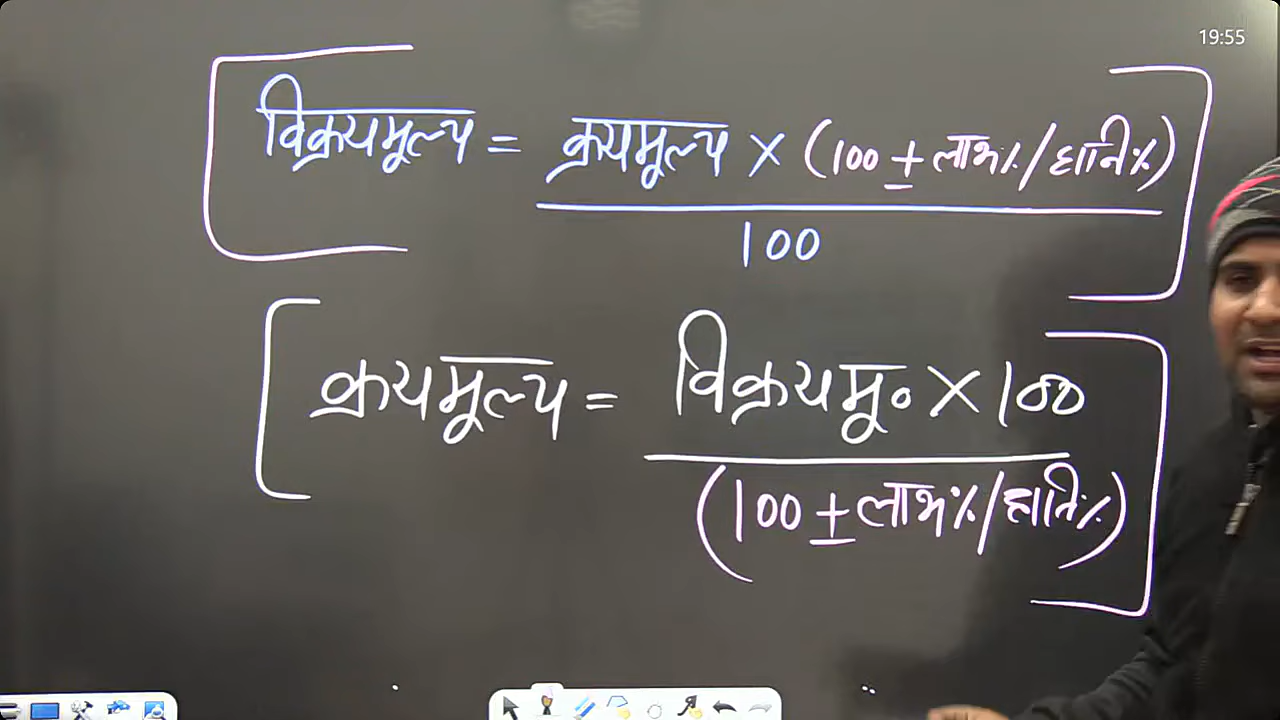 19:55
विक्रयमूल्य = क्रयमूल्य × (100 ± लाभ%/हानि%)
100
क्रयमूल्य = विक्रयमू० × 100
(100 ± लाभ%/हानि%)